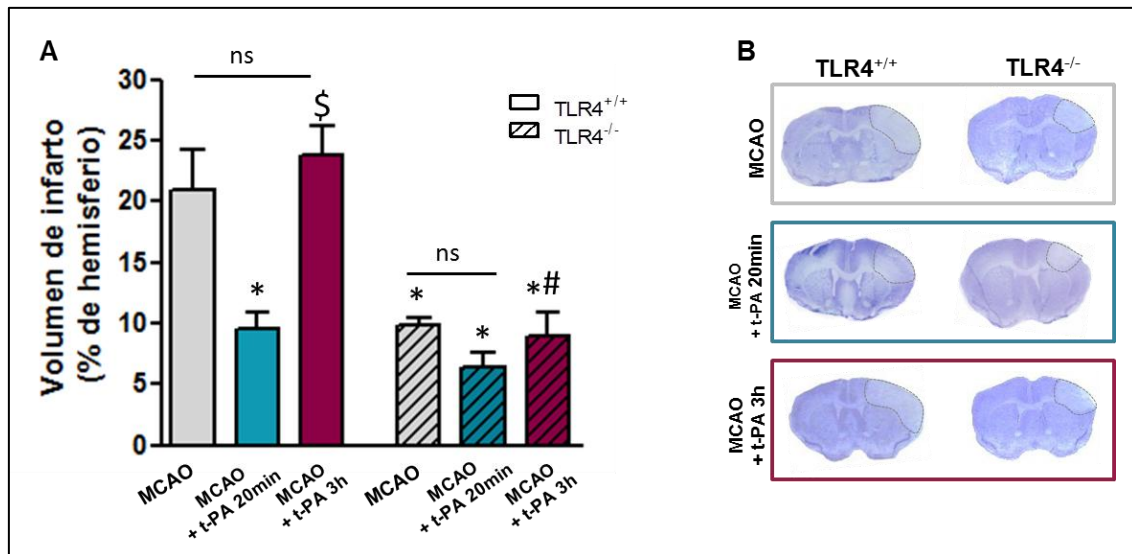 A
ns
Volumen de infarto
(% de hemisferio)
30
25
20
15
10
5
0
*
$
TLR4+/+
TLR4-/-
ns
*
*
*#
MCAO
MCAO
+ t-PA 20min
MCAO
+ t-PA 3h
MCAO
MCAO
+ t-PA 20min
MCAO
+ t-PA 3h
B
TLR4+/+ TLR4-/-
MCAO
MCAO
+ t-PA 20min
MCAO
+ t-PA 3h